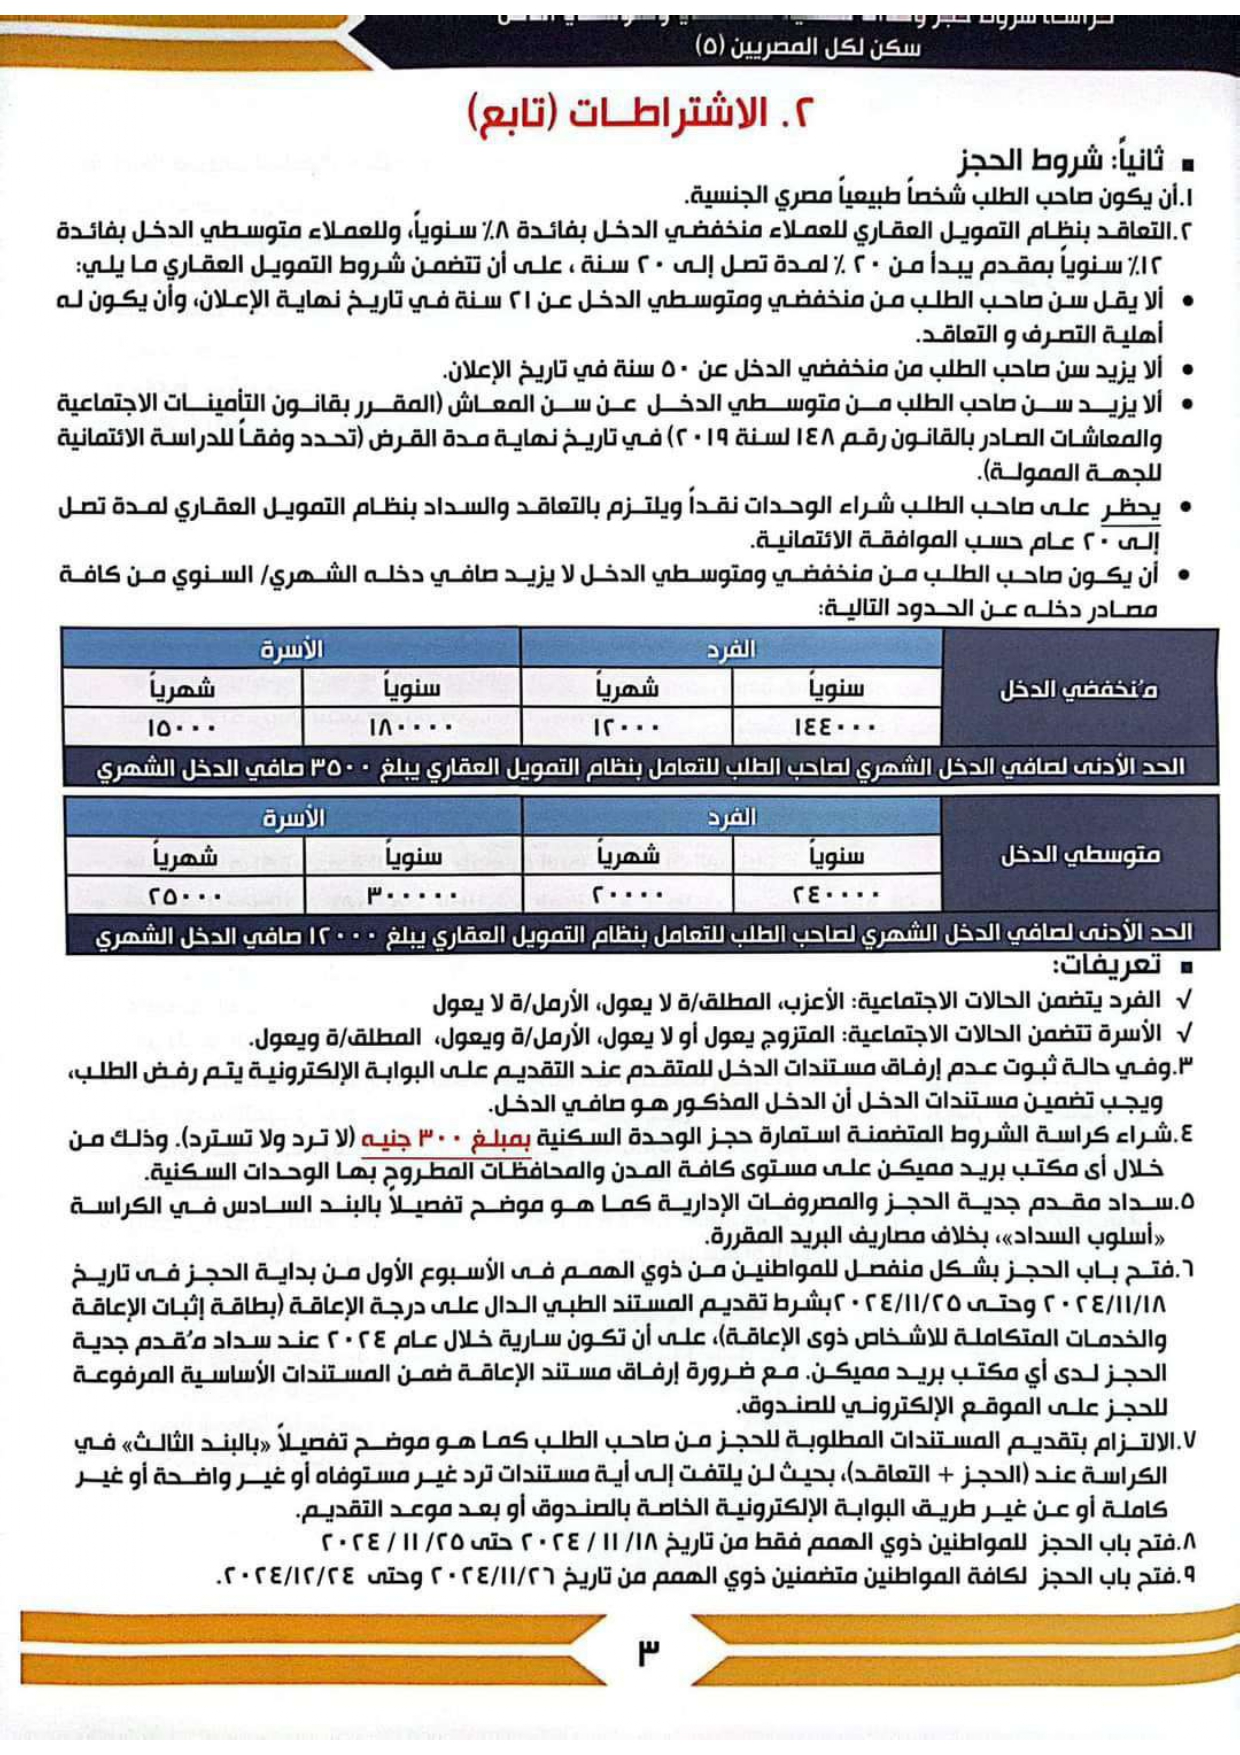 سكن لكل المصريين (٥)
٢. الاشتراطات (تابع)
▪ ثانياً: شروط الحجز
١.أن يكون صاحب الطلب شخصاً طبيعياً مصري الجنسية.
٢.التعاقد بنظام التمويل العقاري للعملاء منخفضي الدخل بفائدة ٨٪ سنوياً، وللعملاء متوسطي الدخل بفائدة
١٢٪ سنوياً بمقدم يبدأ من ٢٠ ٪ لمدة تصل إلى ٢٠ سنة ، على أن تتضمن شروط التمويل العقاري ما يلي:
• ألا يقل سن صاحب الطلب من منخفضي ومتوسطي الدخل عن ٢١ سنة في تاريخ نهاية الإعلان، وأن يكون له
أهلية التصرف و التعاقد.
• ألا يزيد سن صاحب الطلب من منخفضي الدخل عن ٥٠ سنة في تاريخ الإعلان.
• ألا يزيد سن صاحب الطلب من متوسطي الدخل عن سن المعاش (المقرر بقانون التأمينات الاجتماعية
والمعاشات الصادر بالقانون رقم ١٤٨ لسنة ٢٠١٩) في تاريخ نهاية مدة القرض (تحدد وفقاً للدراسة الائتمانية
للجهة الممولة).
• يحظر على صاحب الطلب شراء الوحدات نقداً ويلتزم بالتعاقد والسداد بنظام التمويل العقاري لمدة تصل
إلى ٢٠ عام حسب الموافقة الائتمانية.
• أن يكون صاحب الطلب من منخفضي ومتوسطي الدخل لا يزيد صافي دخله الشهري/ السنوي من كافة
مصادر دخله عن الحدود التالية:
مُنخفضي الدخل
الفرد الأسرة
سنوياً شهرياً سنوياً شهرياً
١٤٤٠٠٠ ١٢٠٠٠ ١٨٠٠٠٠ ١٥٠٠٠
الحد الأدنى لصافي الدخل الشهري لصاحب الطلب للتعامل بنظام التمويل العقاري يبلغ ٣٥٠٠ صافي الدخل الشهري
متوسطي الدخل
الفرد الأسرة
سنوياً شهرياً سنوياً شهرياً
٢٤٠٠٠٠ ٢٠٠٠٠ ٣٠٠٠٠٠ ٢٥٠٠٠
الحد الأدنى لصافي الدخل الشهري لصاحب الطلب للتعامل بنظام التمويل العقاري يبلغ ١٢٠٠٠ صافي الدخل الشهري
▪ تعريفات:
√ الفرد يتضمن الحالات الاجتماعية: الأعزب، المطلق/ة لا يعول، الأرمل/ة لا يعول
√ الأسرة تتضمن الحالات الاجتماعية: المتزوج يعول أو لا يعول، الأرمل/ة ويعول، المطلق/ة ويعول.
٣.وفي حالة ثبوت عدم إرفاق مستندات الدخل للمتقدم عند التقديم على البوابة الإلكترونية يتم رفض الطلب،
ويجب تضمين مستندات الدخل أن الدخل المذكور هو صافي الدخل.
٤.شراء كراسة الشروط المتضمنة استمارة حجز الوحدة السكنية بمبلغ ٣٠٠ جنيه (لا ترد ولا تسترد). وذلك من
خلال أى مكتب بريد مميكن على مستوى كافة المدن والمحافظات المطروح بها الوحدات السكنية.
٥.سداد مقدم جدية الحجز والمصروفات الإدارية كما هو موضح تفصيلاً بالبند السادس في الكراسة
«أسلوب السداد»، بخلاف مصاريف البريد المقررة.
٦.فتح باب الحجز بشكل منفصل للمواطنين من ذوي الهمم فى الأسبوع الأول من بداية الحجز فى تاريخ
٢٠٢٤/١١/١٨ وحتى ٢٠٢٤/١١/٢٥بشرط تقديم المستند الطبي الدال على درجة الإعاقة (بطاقة إثبات الإعاقة
والخدمات المتكاملة للاشخاص ذوى الإعاقة)، على أن تكون سارية خلال عام ٢٠٢٤ عند سداد مُقدم جدية
الحجز لدى أي مكتب بريد مميكن. مع ضرورة إرفاق مستند الإعاقة ضمن المستندات الأساسية المرفوعة
للحجز على الموقع الإلكتروني للصندوق.
٧.الالتزام بتقديم المستندات المطلوبة للحجز من صاحب الطلب كما هو موضح تفصيلاً «بالبند الثالث» في
الكراسة عند (الحجز + التعاقد)، بحيث لن يلتفت إلى أية مستندات ترد غير مستوفاه أو غير واضحة أو غير
كاملة أو عن غير طريق البوابة الإلكترونية الخاصة بالصندوق أو بعد موعد التقديم.
٨.فتح باب الحجز للمواطنين ذوي الهمم فقط من تاريخ ١٨/ ١١ / ٢٠٢٤ حتى ٢٥/ ١١ / ٢٠٢٤
٩.فتح باب الحجز لكافة المواطنين متضمنين ذوي الهمم من تاريخ ٢٠٢٤/١١/٢٦ وحتى ٢٠٢٤/١٢/٢٤.
٣